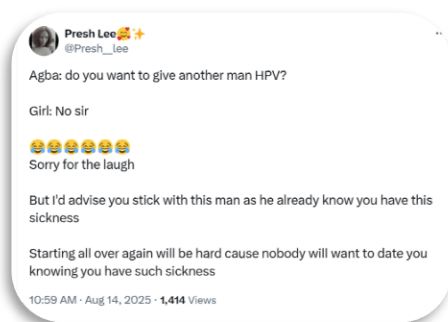 Presh Lee🥰✨
@Presh__lee
Agba: do you want to give another man HPV?
Girl: No sir
😂😂😂😂😂😂
Sorry for the laugh
But I'd advise you stick with this man as he already know you have this
sickness
Starting all over again will be hard cause nobody will want to date you
knowing you have such sickness
10:59 AM · Aug 14, 2025 · 1,414 Views